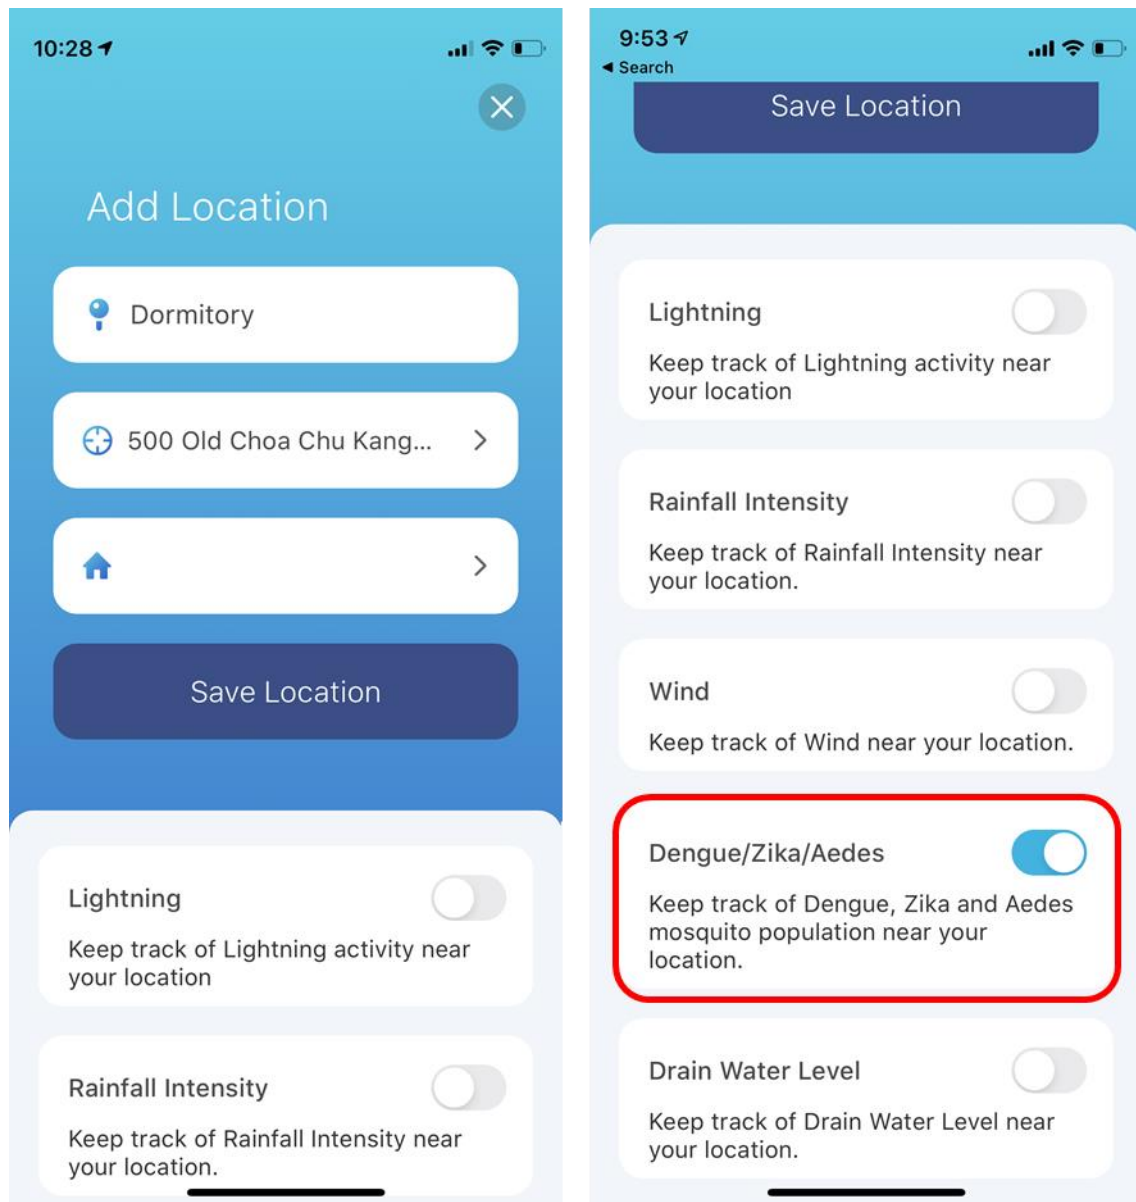 10:28
Add Location
Dormitory
500 Old Choa Chu Kang...
Save Location
Lightning
Keep track of Lightning activity near
your location
Rainfall Intensity
Keep track of Rainfall Intensity near
your location.
9:53
Search
Save Location
Lightning
Keep track of Lightning activity near
your location
Rainfall Intensity
Keep track of Rainfall Intensity near
your location.
Wind
Keep track of Wind near your location.
Dengue/Zika/Aedes
Keep track of Dengue, Zika and Aedes
mosquito population near your
location.
Drain Water Level
Keep track of Drain Water Level near
your location.